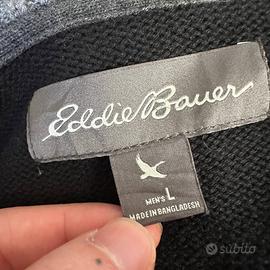 Eddie Bauer
MEN'S L
MADE IN BANGLADESH
subito